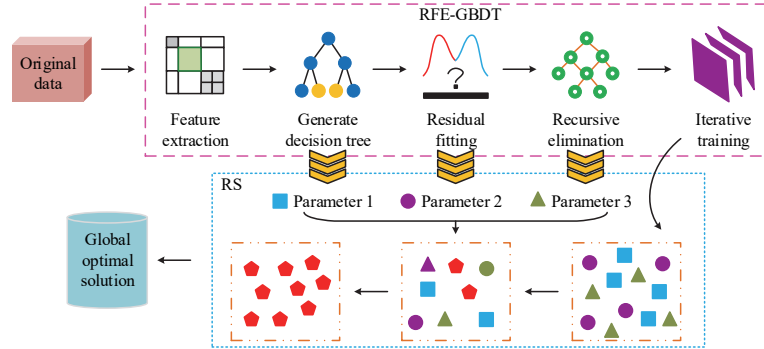 RFE-GBDT
Original
data
Feature
extraction
Generate
decision tree
Residual
fitting
?
Recursive
elimination
Iterative
training
RS
Parameter 1
Parameter 2
Parameter 3
Global
optimal
solution